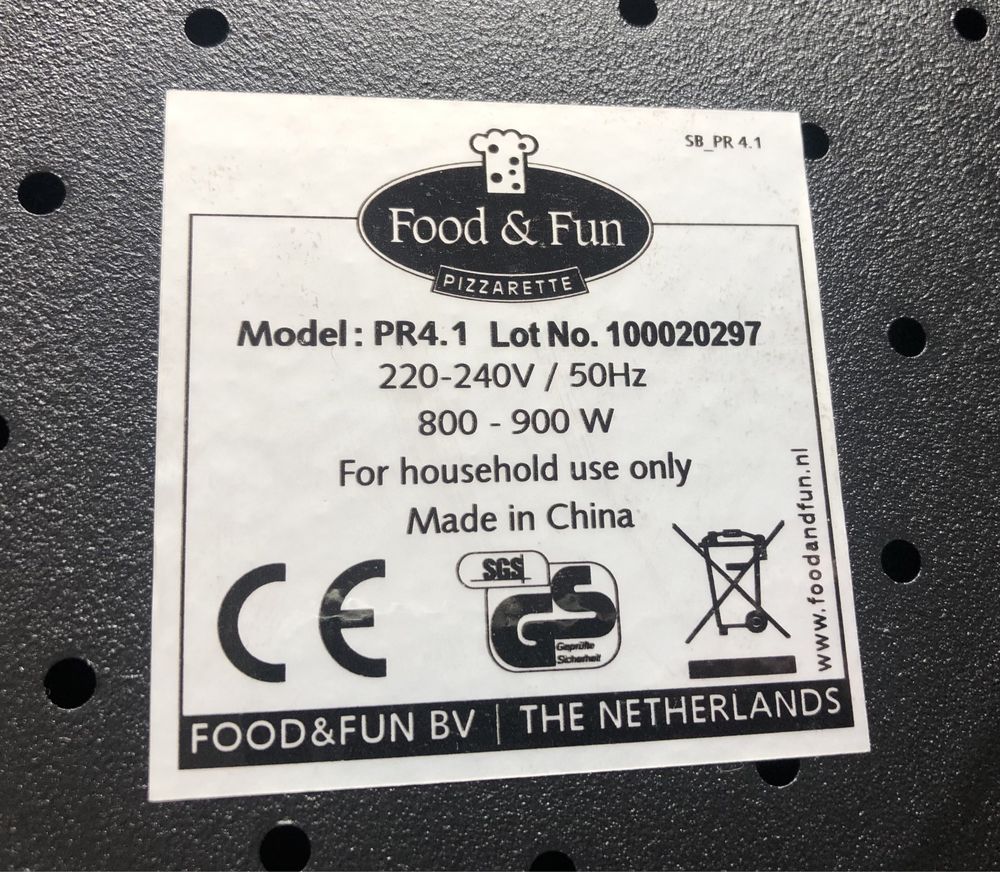 SB_PR 4.1
Food & Fun
PIZZARETTE
Model: PR4.1 Lot No. 100020297
220-240V / 50Hz
800 - 900 W
For household use only
Made in China
CE
SGS
GS
Geprüfte
Sicherheit
www.foodandfun.nl
FOOD&FUN BV | THE NETHERLANDS